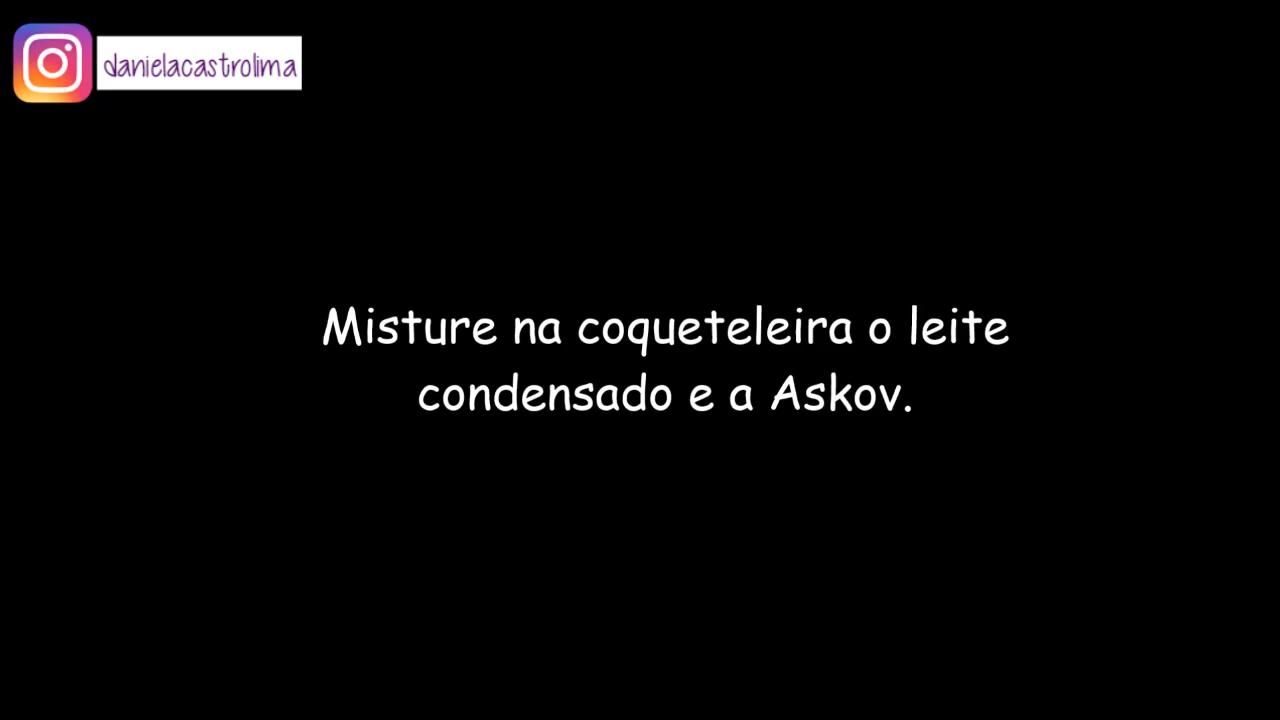 danielacastrolima
Misture na coqueteleira o leite
condensado e a Askov.